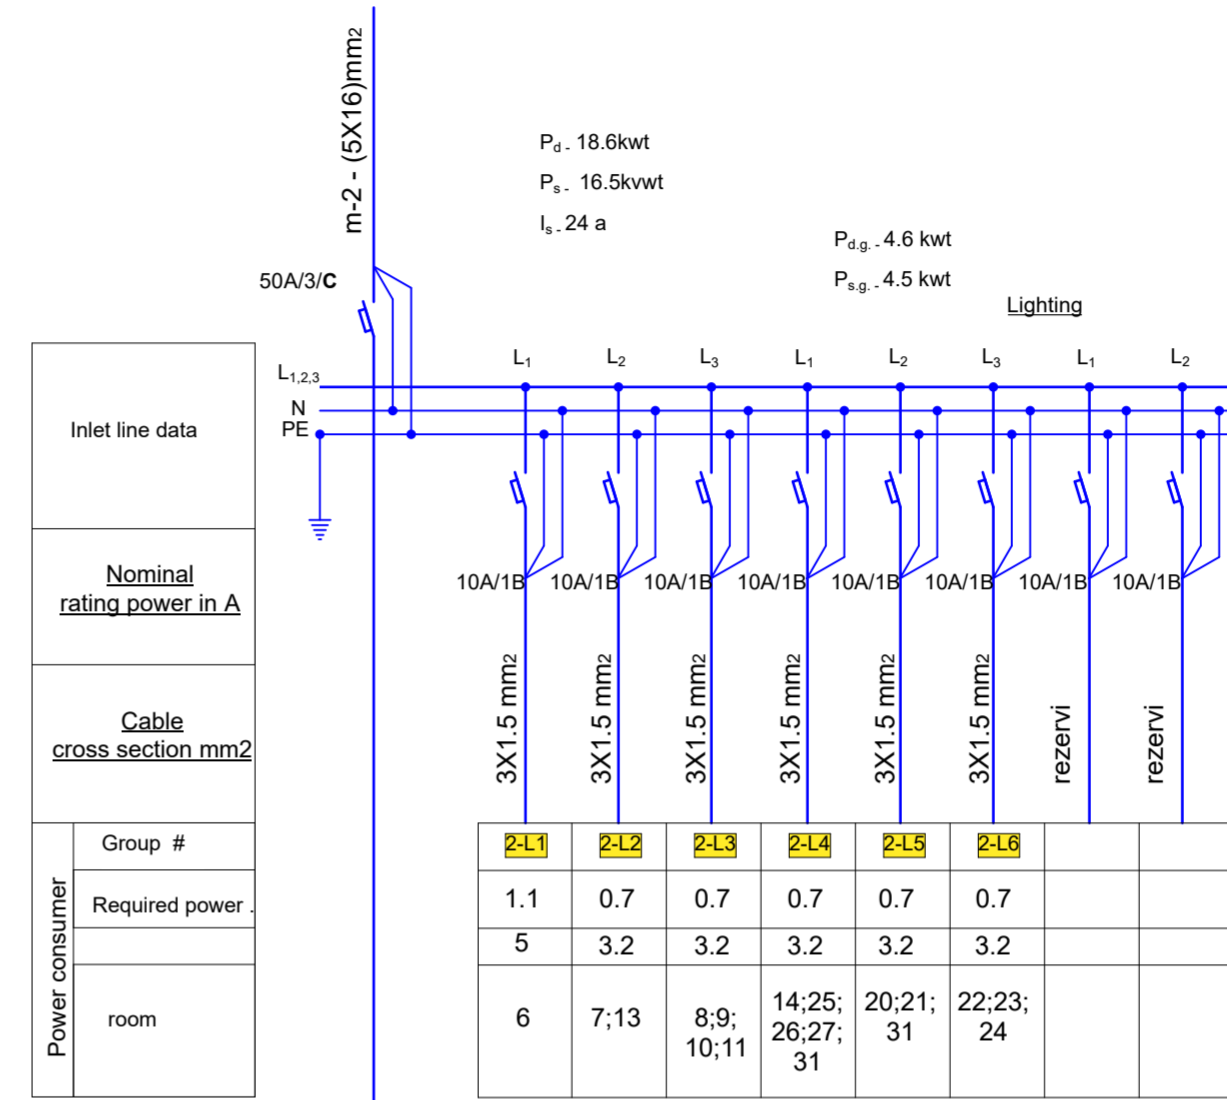 m-2 - (5X16)mm2
P_d - 18.6kwt
P_s - 16.5kvwt
I_s - 24 a
P_d.g. - 4.6 kwt
P_s.g. - 4.5 kwt
50A/3/C
Lighting
L1,2,3
N
PE
L1 L2 L3 L1 L2 L3 L1 L2
Inlet line data
Nominal
rating power in A
10A/1B 10A/1B 10A/1B 10A/1B 10A/1B 10A/1B 10A/1B 10A/1B
Cable
cross section mm2
3X1.5 mm2 3X1.5 mm2 3X1.5 mm2 3X1.5 mm2 3X1.5 mm2 3X1.5 mm2 rezervi rezervi
Power consumer
Group #
2-L1 2-L2 2-L3 2-L4 2-L5 2-L6
Required power .
1.1 0.7 0.7 0.7 0.7 0.7
5 3.2 3.2 3.2 3.2 3.2
room
6
7;13
8;9;
10;11
14;25;
26;27;
31
20;21;
31
22;23;
24